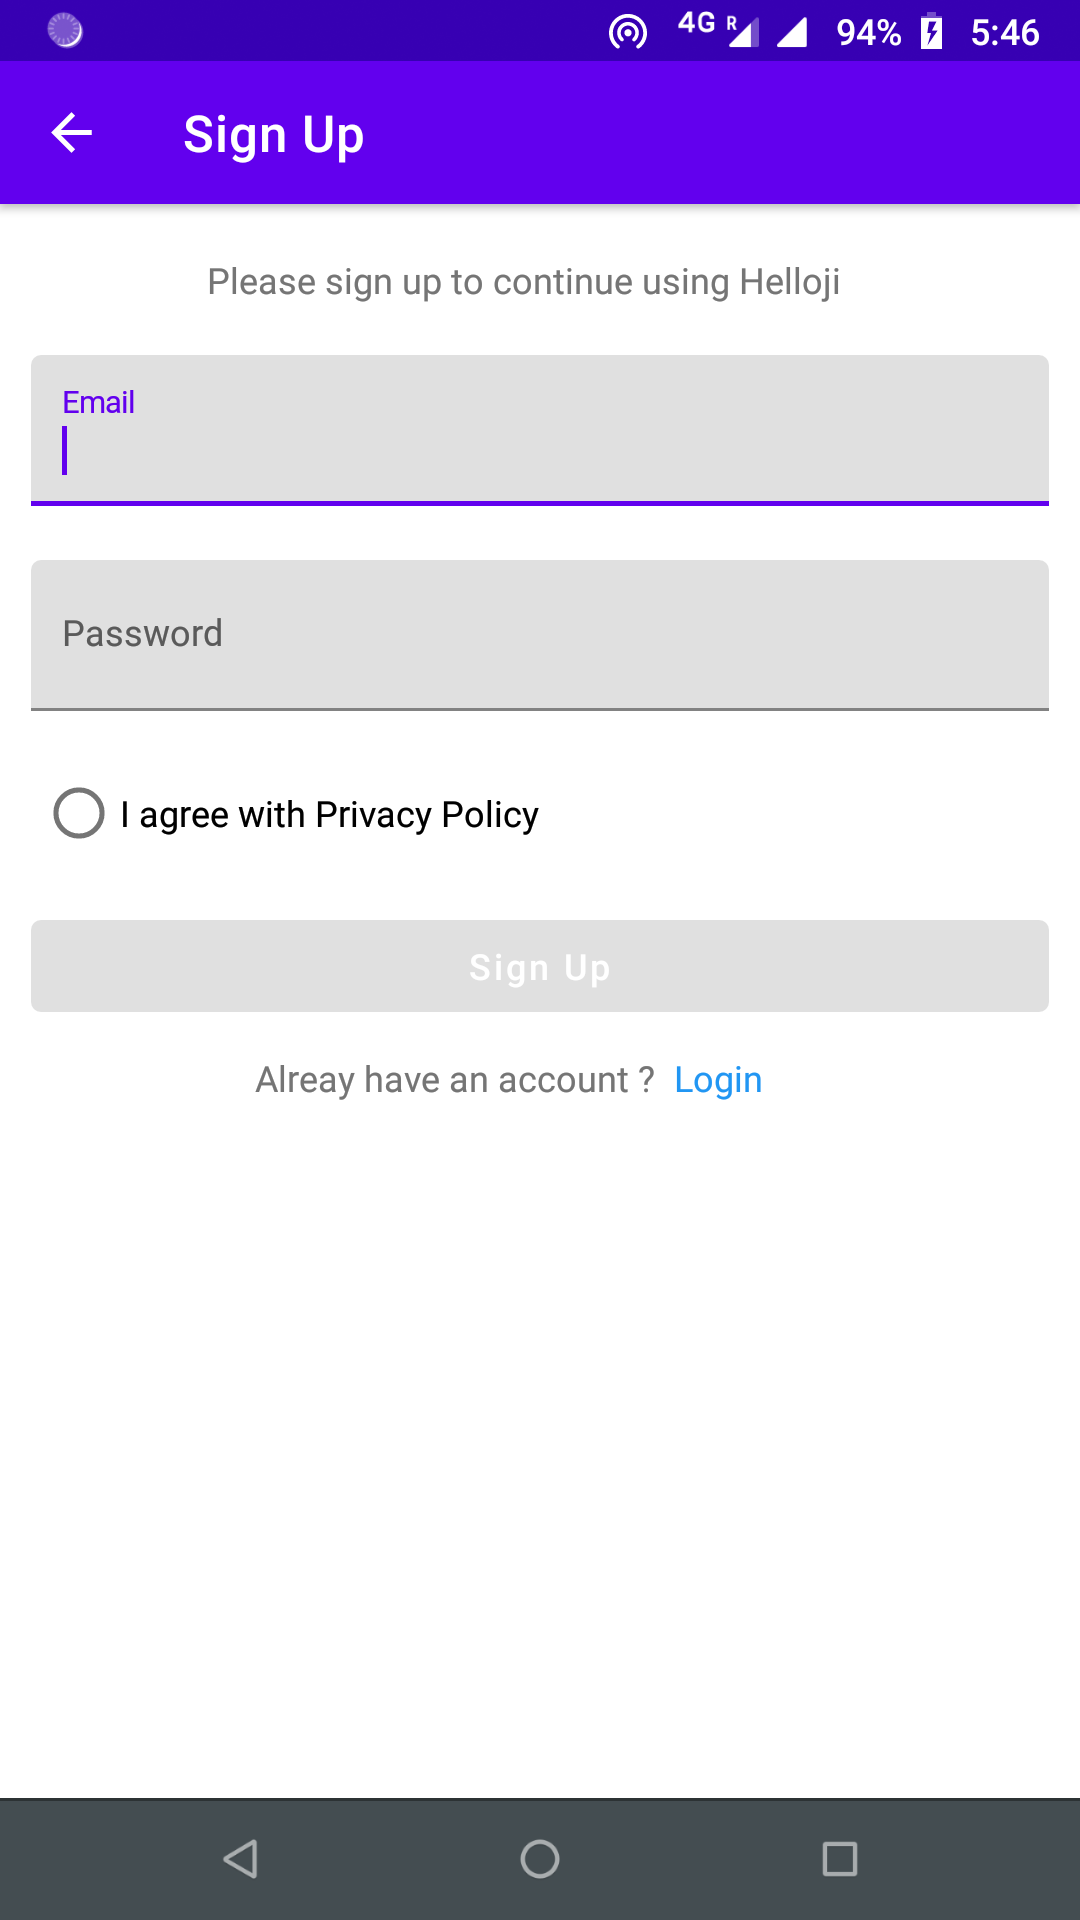 4G R 94% 5:46
Sign Up
Please sign up to continue using Helloji
Email
Password
I agree with Privacy Policy
Sign Up
Alreay have an account ? Login